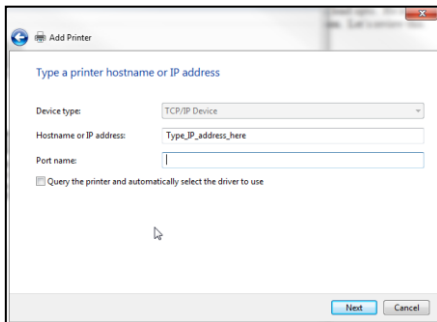 Add Printer
Type a printer hostname or IP address
Device type: TCP/IP Device
Hostname or IP address: Type_IP_address_here
Port name:
Query the printer and automatically select the driver to use
Next Cancel